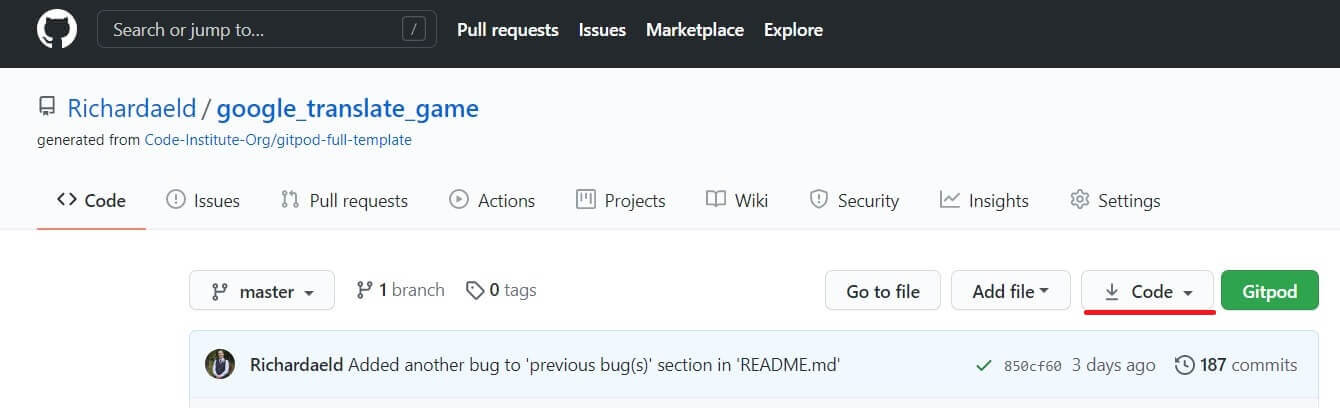 Search or jump to... / Pull requests Issues Marketplace Explore
Richardaeld / google_translate_game
generated from Code-Institute-Org/gitpod-full-template
<> Code Issues Pull requests Actions Projects Wiki Security Insights Settings
master 1 branch 0 tags Go to file Add file Code Gitpod
Richardaeld Added another bug to 'previous bug(s)' section in 'README.md' 850cf60 3 days ago 187 commits